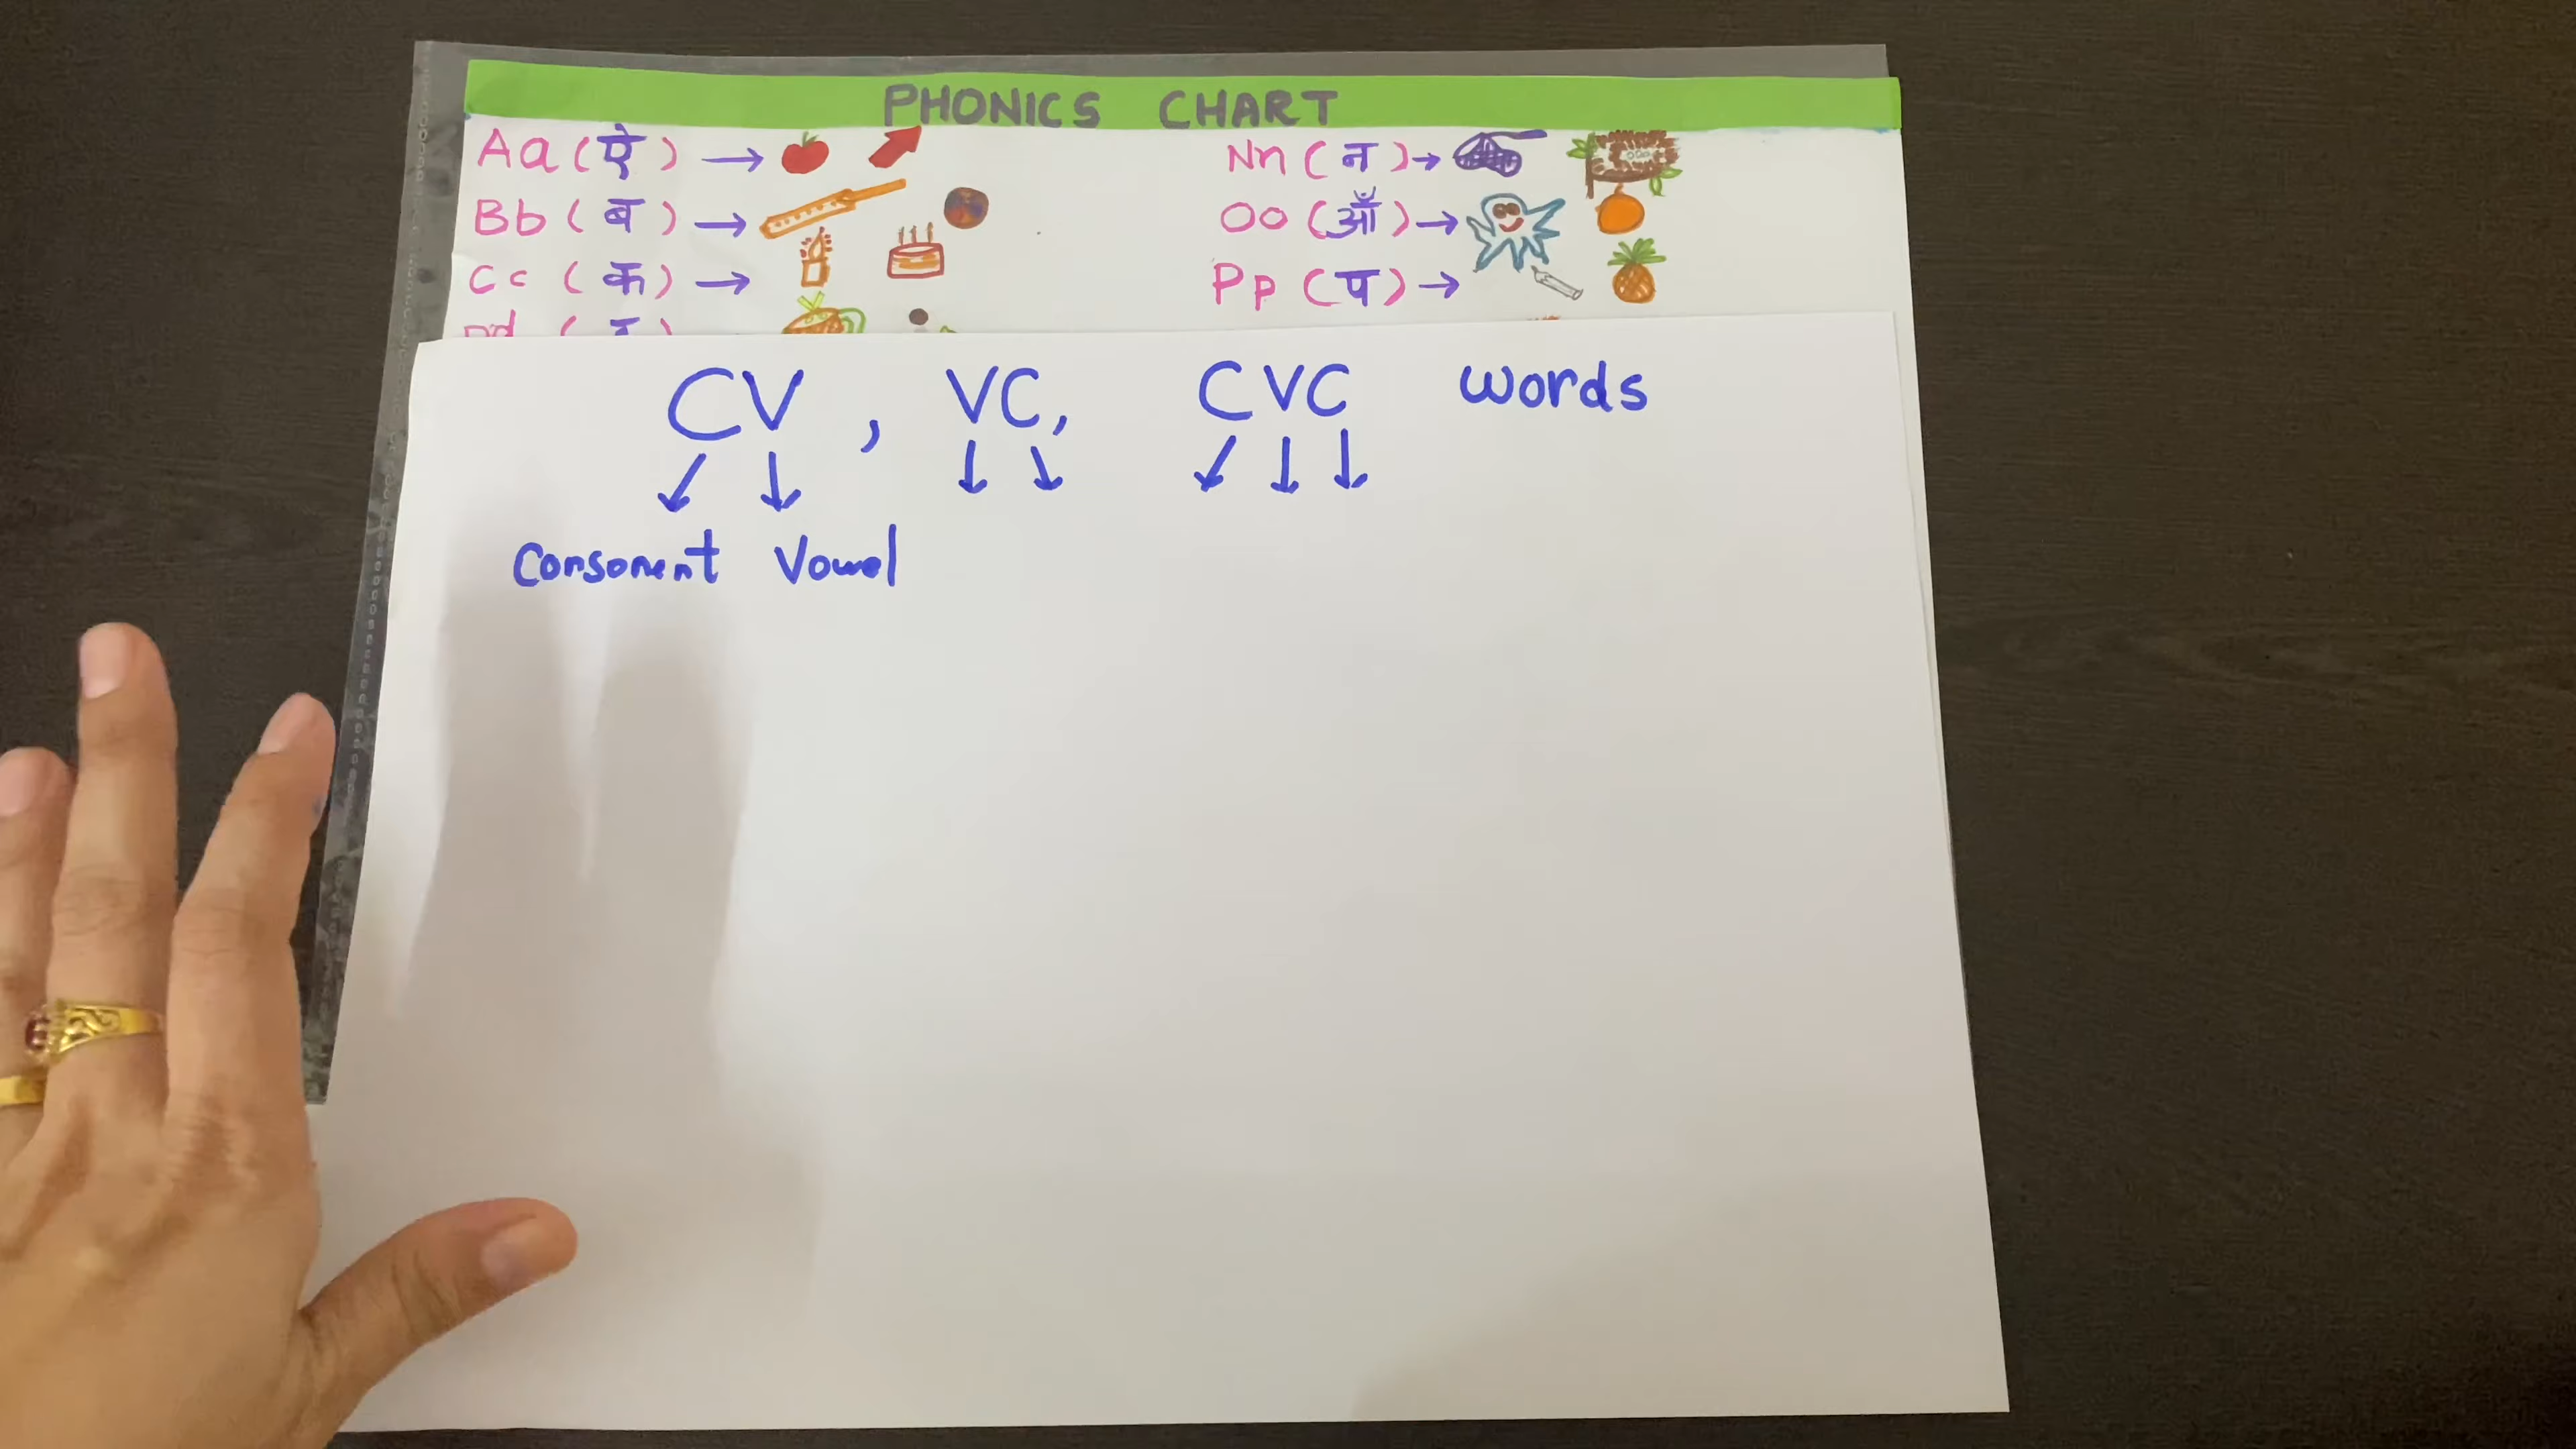 PHONICS CHART
Aa (ऐ) →
Bb (ब) →
Cc (क) →
Nn (न) →
Oo (ऑ) →
Pp (प) →
CV, VC, CVC words
Consonent Vowel